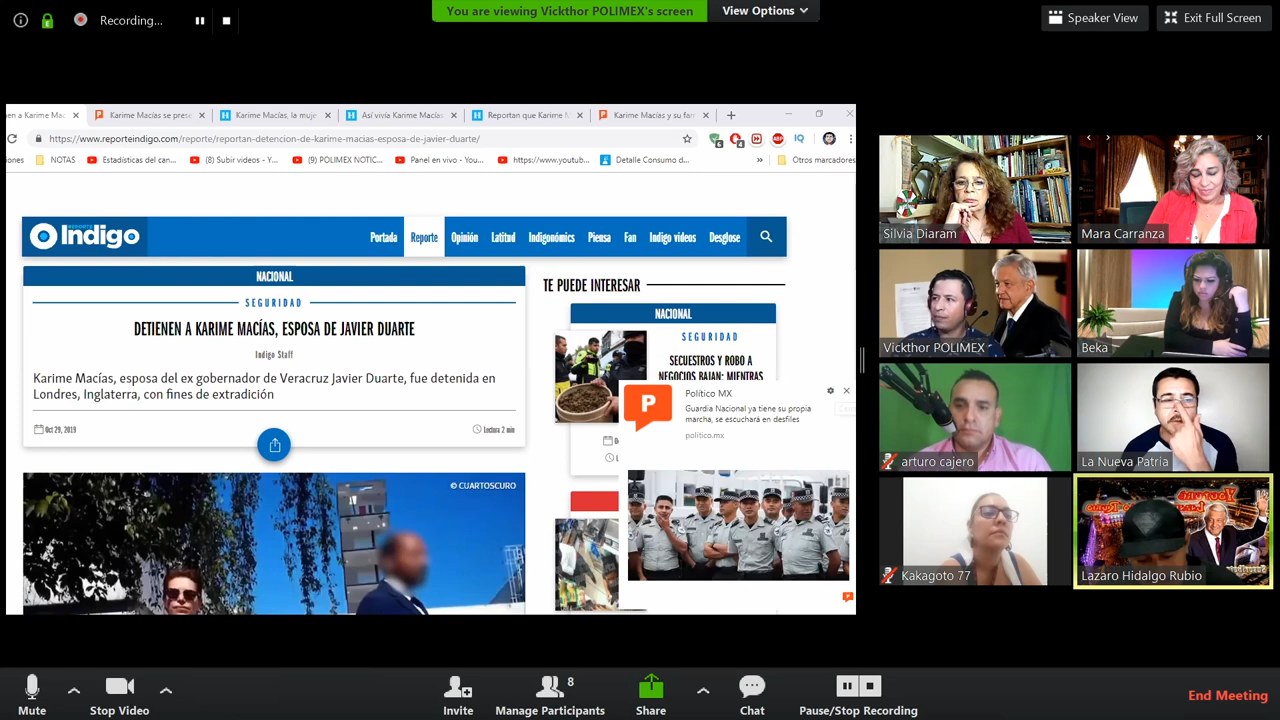 Recording...
You are viewing Vickthor POLIMEX's screen
View Options
Speaker View
Exit Full Screen
Karime Macías se pres
Karime Macías, la muje
Así vivía Karime Macías
Reportan que Karime M
Karime Macías y su fam
https://www.reporteindigo.com/reporte/reportan-detencion-de-karime-macias-esposa-de-javier-duarte/
NOTAS
Estadísticas del can...
(8) Subir videos - Y...
(9) POLIMEX NOTIC...
Panel en vivo - You...
https://www.youtub...
Detalle Consumo d...
Otros marcadores
REPORTE
Indigo
Portada
Reporte
Opinión
Latitud
Indigonómics
Piensa
Fan
Indigo videos
Desglose
NACIONAL
SEGURIDAD
DETIENEN A KARIME MACÍAS, ESPOSA DE JAVIER DUARTE
Indigo Staff
Karime Macías, esposa del ex gobernador de Veracruz Javier Duarte, fue detenida en
Londres, Inglaterra, con fines de extradición
Oct 29, 2019
Lectura 2 min
© CUARTOSCURO
TE PUEDE INTERESAR
NACIONAL
SEGURIDAD
SECUESTROS Y ROBO A
NEGOCIOS BAJAN; MIENTRAS
Político MX
Guardia Nacional ya tiene su propia
marcha, se escuchará en desfiles
politico.mx
Silvia Diaram
Mara Carranza
Vickthor POLIMEX
Beka
arturo cajero
La Nueva Patria
Kakagoto 77
Lazaro Hidalgo Rubio
Mute
Stop Video
Invite
8
Manage Participants
Share
Chat
Pause/Stop Recording
End Meeting